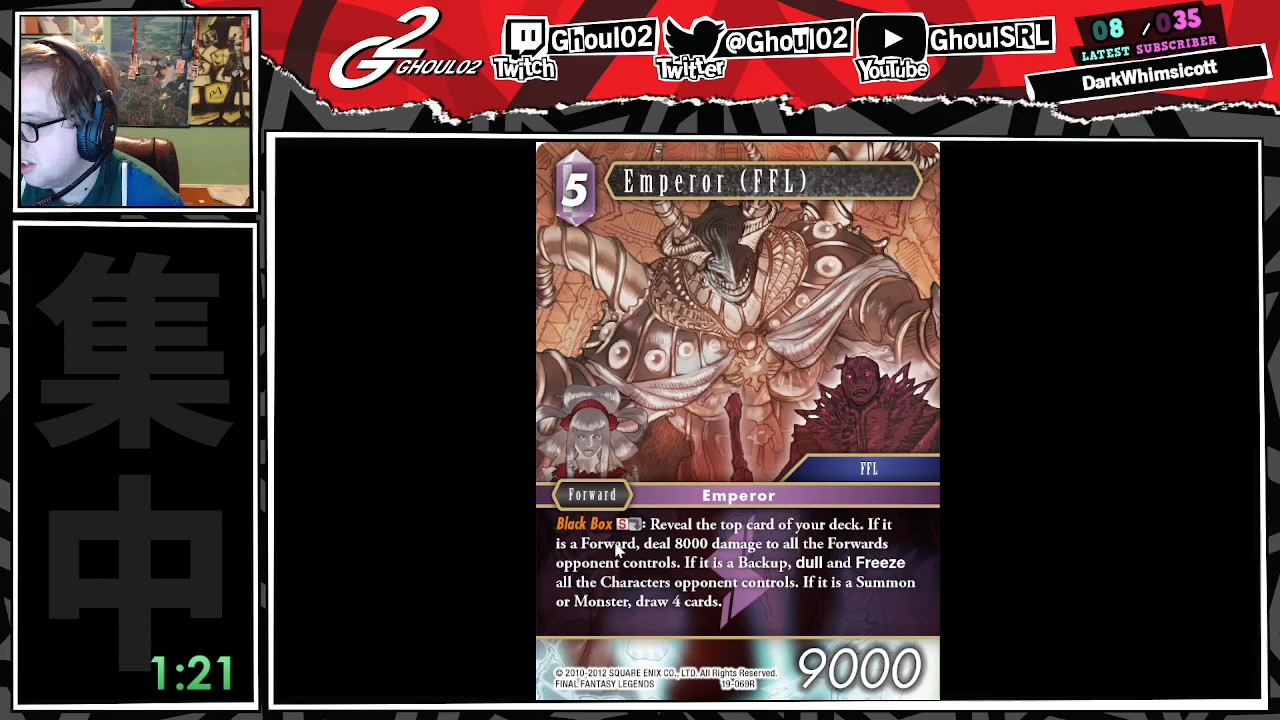 G2
GHOUL02
Ghoul02
Twitch
@Ghoul02
Twitter
GhoulSRL
YouTube
08 /035
LATEST SUBSCRIBER
DarkWhimsicott
5
Emperor (FFL)
FFL
Forward
Emperor
Black Box S: Reveal the top card of your deck. If it
is a Forward, deal 8000 damage to all the Forwards
opponent controls. If it is a Backup, dull and Freeze
all the Characters opponent controls. If it is a Summon
or Monster, draw 4 cards.
9000
© 2010-2012 SQUARE ENIX CO., LTD. All Rights Reserved.
FINAL FANTASY LEGENDS 19-069R
集
中
1:21